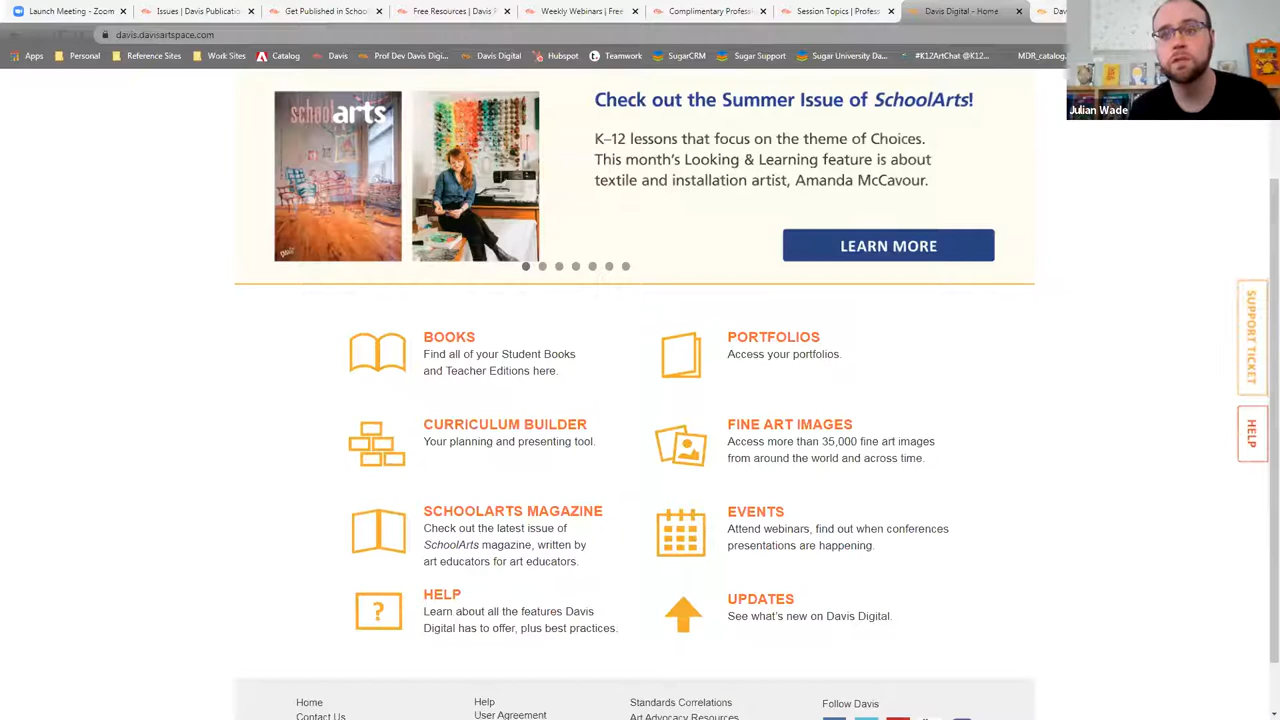 Launch Meeting - Zoom
Issues | Davis Publicatio
Get Published in School
Free Resources | Davis P
Weekly Webinars | Free
Complimentary Profess
Session Topics | Profess
Davis Digital - Home
Dav
davis.davisartspace.com
Apps
Personal
Reference Sites
Work Sites
Catalog
Davis
Prof Dev Davis Digi...
Davis Digital
Hubspot
Teamwork
SugarCRM
Sugar Support
Sugar University Da...
#K12ArtChat @K12...
MDR_catalog
Julian Wade
schoolarts
Davis
Check out the Summer Issue of SchoolArts!
K–12 lessons that focus on the theme of Choices.
This month's Looking & Learning feature is about
textile and installation artist, Amanda McCavour.
LEARN MORE
BOOKS
Find all of your Student Books
and Teacher Editions here.
PORTFOLIOS
Access your portfolios.
CURRICULUM BUILDER
Your planning and presenting tool.
FINE ART IMAGES
Access more than 35,000 fine art images
from around the world and across time.
SCHOOLARTS MAGAZINE
Check out the latest issue of
SchoolArts magazine, written by
art educators for art educators.
EVENTS
Attend webinars, find out when conferences
presentations are happening.
HELP
Learn about all the features Davis
Digital has to offer, plus best practices.
UPDATES
See what's new on Davis Digital.
SUPPORT TICKET
HELP
Home
Contact Us
Help
User Agreement
Standards Correlations
Art Advocacy Resources
Follow Davis